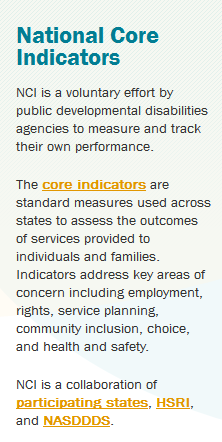 National Core
Indicators
NCI is a voluntary effort by
public developmental disabilities
agencies to measure and track
their own performance.
The core indicators are
standard measures used across
states to assess the outcomes
of services provided to
individuals and families.
Indicators address key areas of
concern including employment,
rights, service planning,
community inclusion, choice,
and health and safety.
NCI is a collaboration of
participating states, HSRI,
and NASDDDS.